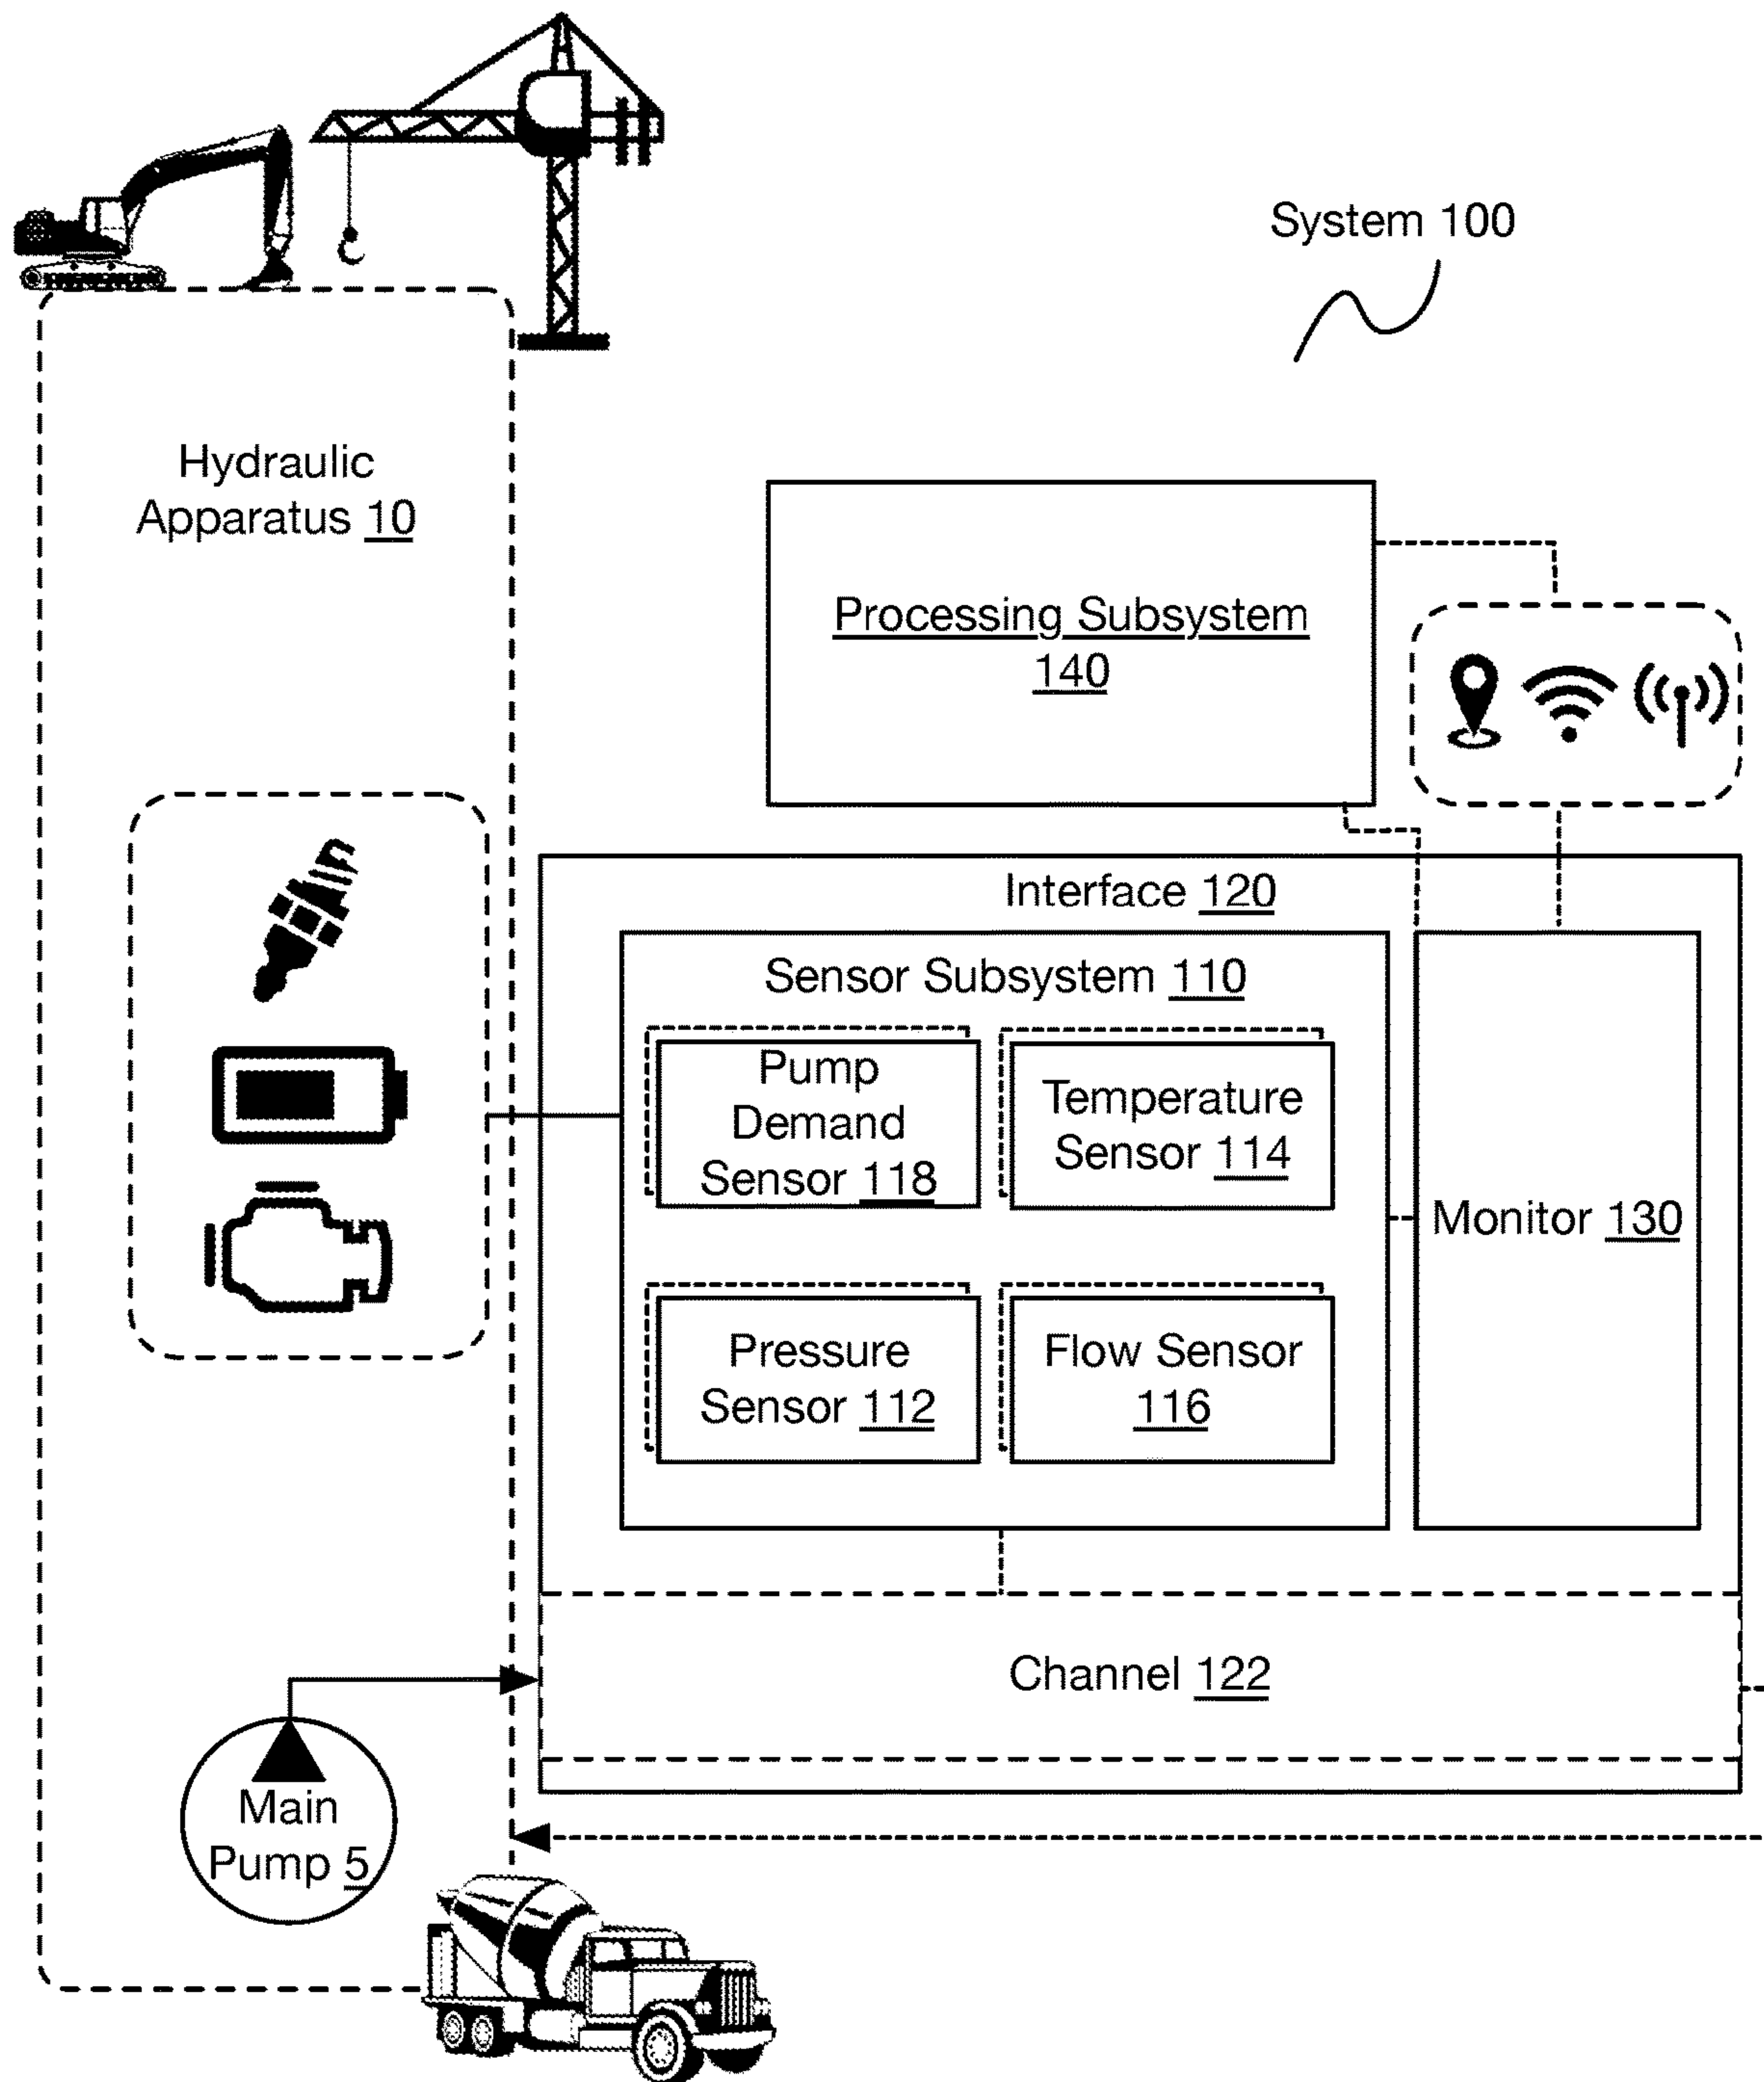 System 100
Hydraulic
Apparatus 10
Processing Subsystem
140
Interface 120
Sensor Subsystem 110
Pump
Demand
Sensor 118
Temperature
Sensor 114
Monitor 130
Pressure
Sensor 112
Flow Sensor
116
Channel 122
Main
Pump 5